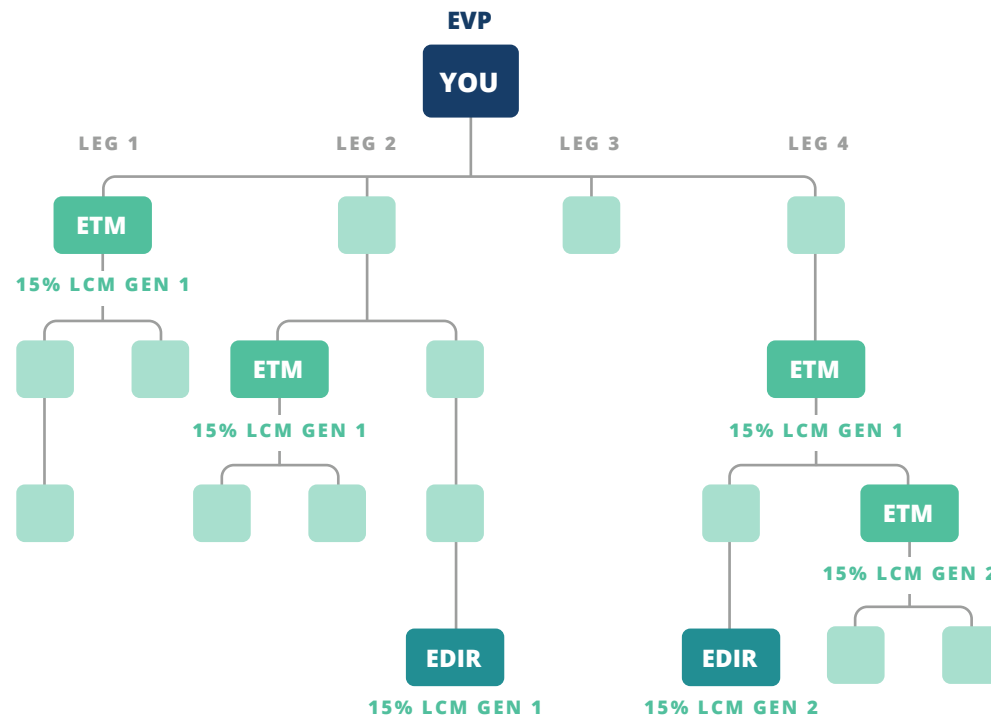 EVP
YOU
LEG 1
LEG 2
LEG 3
LEG 4
ETM
15% LCM GEN 1
ETM
15% LCM GEN 1
ETM
15% LCM GEN 1
ETM
15% LCM GEN 2
EDIR
15% LCM GEN 1
EDIR
15% LCM GEN 2